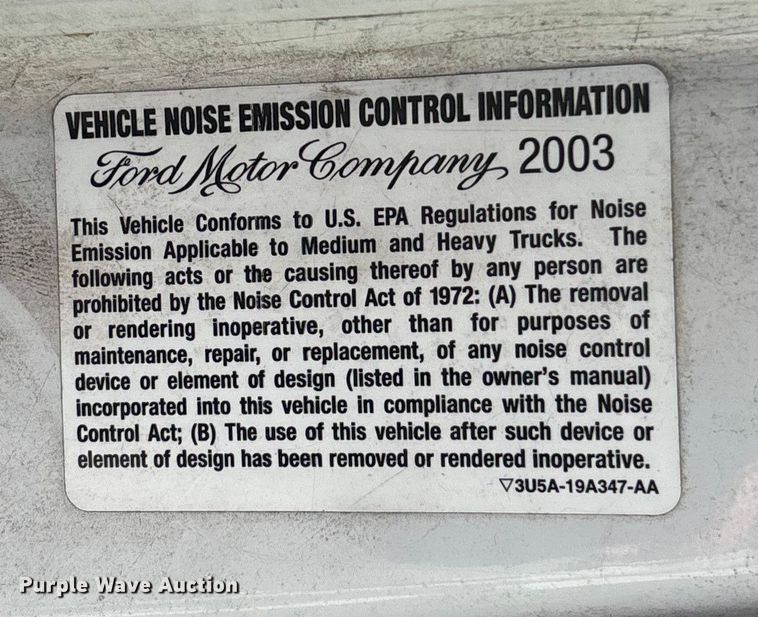 VEHICLE NOISE EMISSION CONTROL INFORMATION
Ford Motor Company, 2003
This Vehicle Conforms to U.S. EPA Regulations for Noise
Emission Applicable to Medium and Heavy Trucks. The
following acts or the causing thereof by any person are
prohibited by the Noise Control Act of 1972: (A) The removal
or rendering inoperative, other than for purposes of
maintenance, repair, or replacement, of any noise control
device or element of design (listed in the owner's manual)
incorporated into this vehicle in compliance with the Noise
Control Act; (B) The use of this vehicle after such device or
element of design has been removed or rendered inoperative.
▽3U5A-19A347-AA
Purple Wave Auction